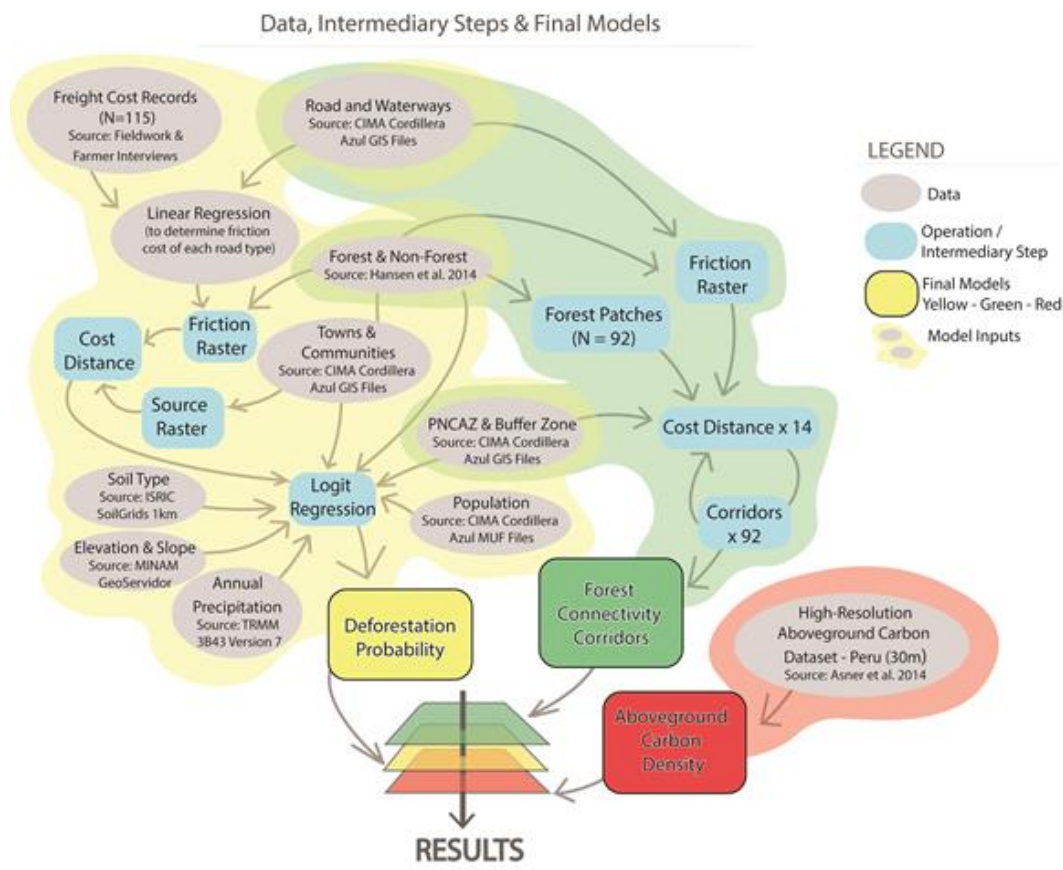 Data, Intermediary Steps & Final Models
Freight Cost Records
(N=115)
Source: Fieldwork &
Farmer Interviews
Road and Waterways
Source: CIMA Cordillera
Azul GIS Files
LEGEND
Data
Operation /
Intermediary Step
Final Models
Yellow - Green - Red
Model Inputs
Linear Regression
(to determine friction
cost of each road type)
Forest & Non-Forest
Source: Hansen et al. 2014
Friction
Raster
Forest Patches
(N = 92)
Cost
Distance
Friction
Raster
Towns &
Communities
Source: CIMA Cordillera
Azul GIS Files
Source
Raster
PNCAZ & Buffer Zone
Source: CIMA Cordillera
Azul GIS Files
Cost Distance x 14
Soil Type
Source: ISRIC
SoilGrids 1km
Logit
Regression
Population
Source: CIMA Cordillera
Azul MUF Files
Corridors
x 92
Elevation & Slope
Source: MINAM
GeoServidor
Annual
Precipitation
Source: TRMM
3B43 Version 7
Deforestation
Probability
Forest
Connectivity
Corridors
High-Resolution
Aboveground Carbon
Dataset - Peru (30m)
Source: Asner et al. 2014
Aboveground
Carbon
Density
RESULTS